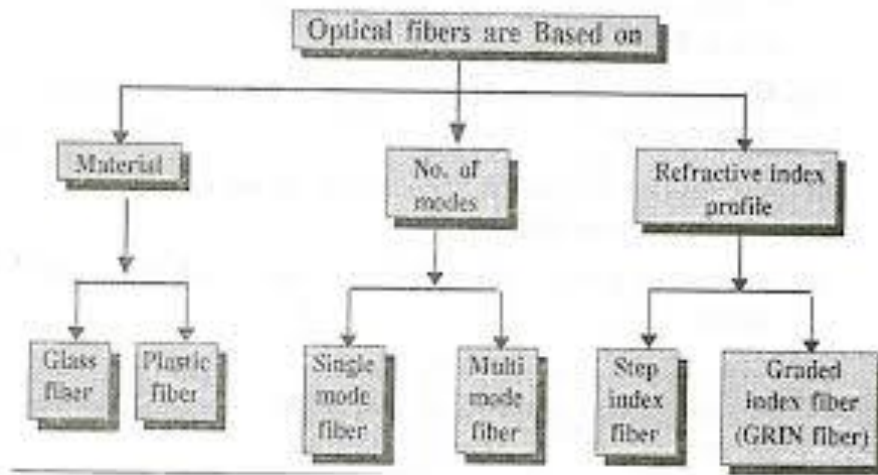 Optical fibers are Based on
Material
No. of
modes
Refractive index
profile
Glass
fiber
Plastic
fiber
Single
mode
fiber
Multi
mode
fiber
Step
index
fiber
Graded
index fiber
(GRIN fiber)